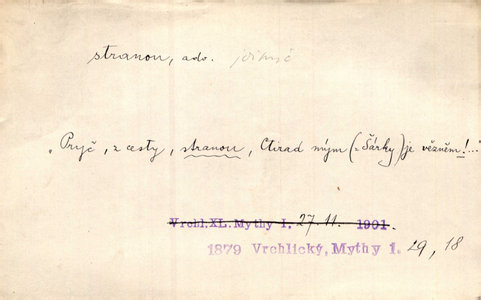 stranou, adv.
„Pryč, z cesty, stranou, Ctirad mým (= Šárky) je vězněm!..."
Vrchl. XL. Mythy I. 27. 11. 1901.
1879 Vrchlický, Mythy 1. 29, 18